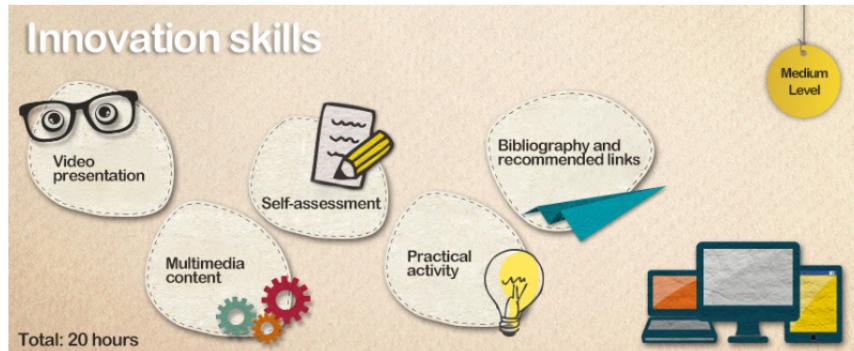 Innovation skills
Medium
Level
Video
presentation
Multimedia
content
Self-assessment
Practical
activity
Bibliography and
recommended links
Total: 20 hours